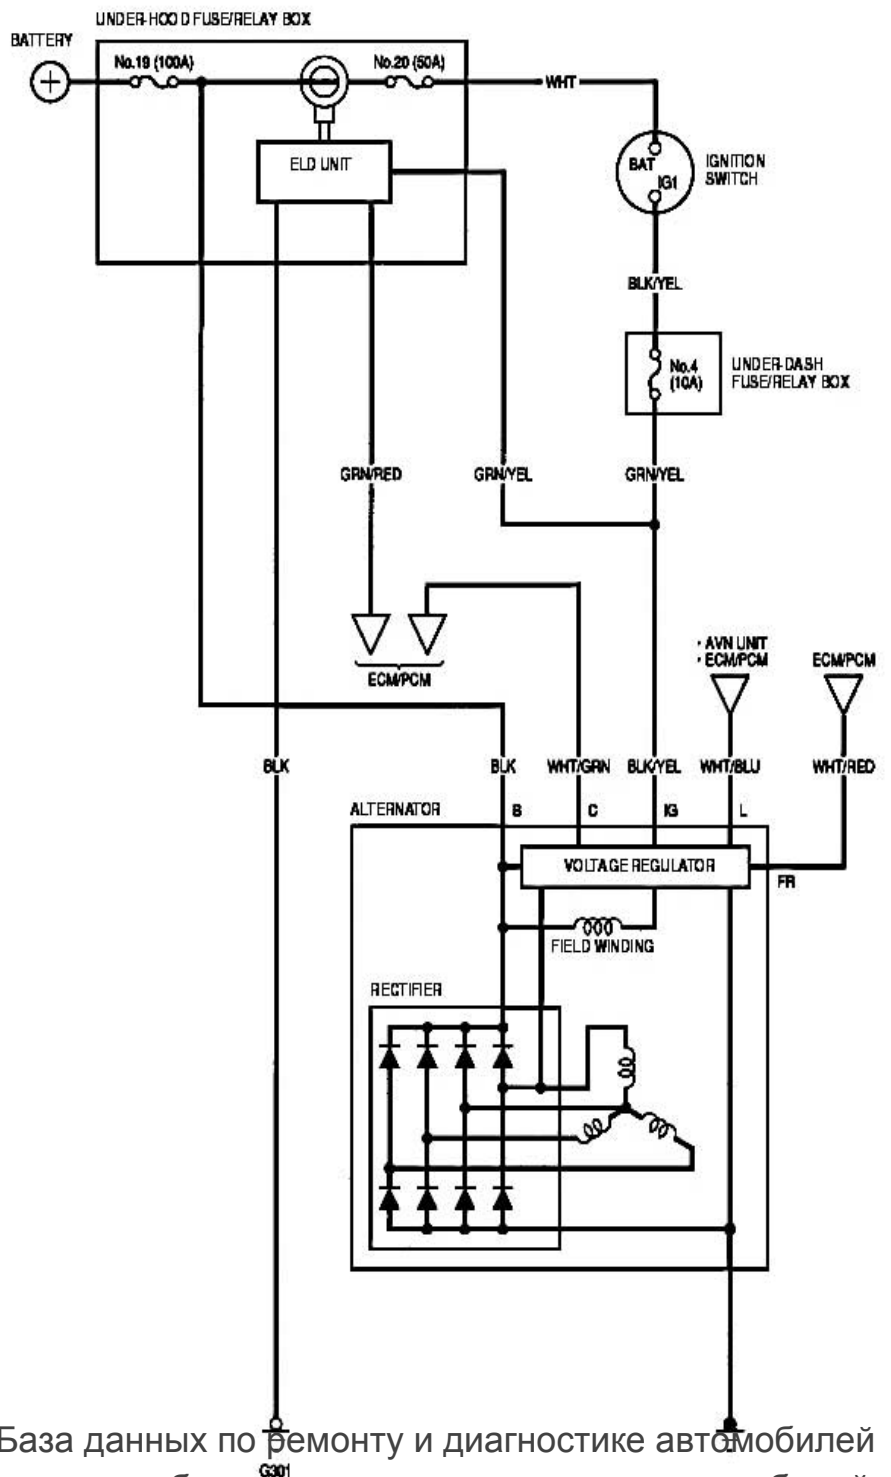 UNDER-HOOD FUSE/RELAY BOX
BATTERY
No.19 (100A)
No.20 (50A)
WHT
ELD UNIT
BAT
IG1
IGNITION
SWITCH
BLK/YEL
No.4
(10A)
UNDER-DASH
FUSE/RELAY BOX
GRN/RED
GRN/YEL
GRN/YEL
ECM/PCM
• AVN UNIT
• ECM/PCM
ECM/PCM
BLK
BLK
WHT/GRN
BLK/YEL
WHT/BLU
WHT/RED
ALTERNATOR
B
C
IG
L
VOLTAGE REGULATOR
FR
FIELD WINDING
RECTIFIER
База данных по ремонту и диагностике автомобилей
G301